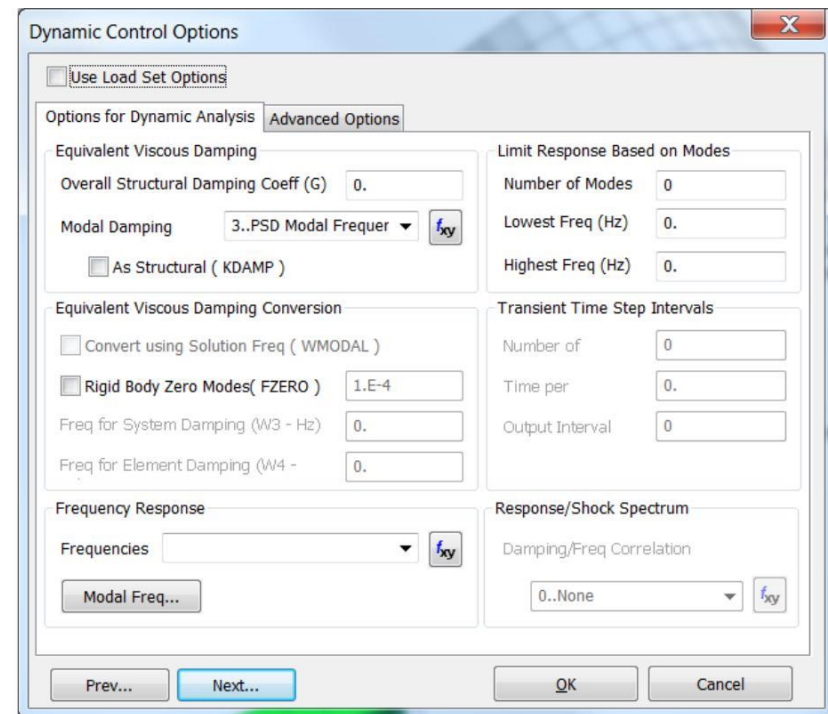 Dynamic Control Options
X
Use Load Set Options
Options for Dynamic Analysis
Advanced Options
Equivalent Viscous Damping
Overall Structural Damping Coeff (G)
0.
Modal Damping
3..PSD Modal Frequer
fxy
As Structural ( KDAMP )
Equivalent Viscous Damping Conversion
Convert using Solution Freq ( WMODAL )
Rigid Body Zero Modes( FZERO )
1.E-4
Freq for System Damping (W3 - Hz)
0.
Freq for Element Damping (W4 -
0.
Frequency Response
Frequencies
fxy
Modal Freq...
Limit Response Based on Modes
Number of Modes
0
Lowest Freq (Hz)
0.
Highest Freq (Hz)
0.
Transient Time Step Intervals
Number of
0
Time per
0.
Output Interval
0
Response/Shock Spectrum
Damping/Freq Correlation
0..None
fxy
Prev...
Next...
OK
Cancel